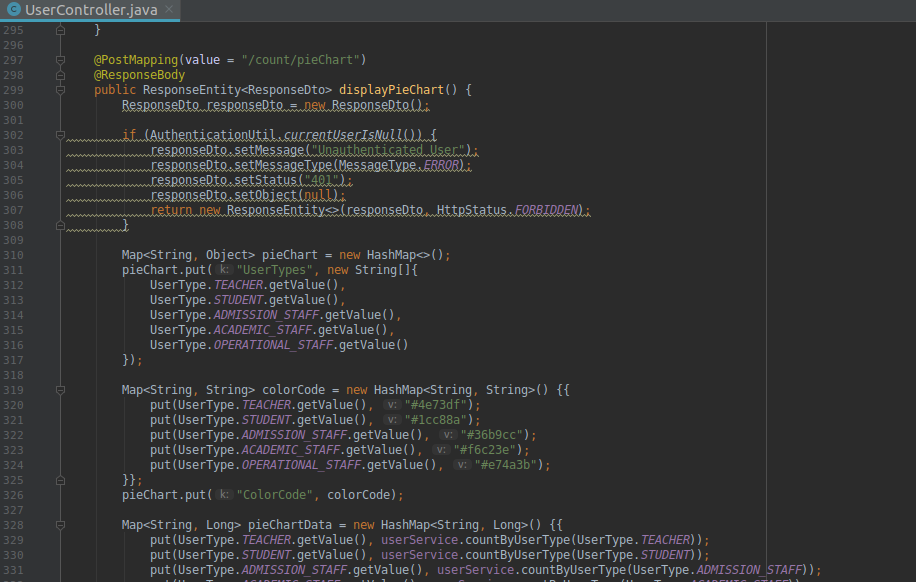 UserController.java
295 }
296
297 @PostMapping(value = "/count/pieChart")
298 @ResponseBody
299 public ResponseEntity<ResponseDto> displayPieChart() {
300 ResponseDto responseDto = new ResponseDto();
301
302 if (AuthenticationUtil.currentUserIsNull()) {
303 responseDto.setMessage("Unauthenticated User");
304 responseDto.setMessageType(MessageType.ERROR);
305 responseDto.setStatus("401");
306 responseDto.setObject(null);
307 return new ResponseEntity<>(responseDto, HttpStatus.FORBIDDEN);
308 }
309
310 Map<String, Object> pieChart = new HashMap<>();
311 pieChart.put( k: "UserTypes", new String[]{
312 UserType.TEACHER.getValue(),
313 UserType.STUDENT.getValue(),
314 UserType.ADMISSION_STAFF.getValue(),
315 UserType.ACADEMIC_STAFF.getValue(),
316 UserType.OPERATIONAL_STAFF.getValue()
317 });
318
319 Map<String, String> colorCode = new HashMap<String, String>() {{
320 put(UserType.TEACHER.getValue(), v: "#4e73df");
321 put(UserType.STUDENT.getValue(), v: "#1cc88a");
322 put(UserType.ADMISSION_STAFF.getValue(), v: "#36b9cc");
323 put(UserType.ACADEMIC_STAFF.getValue(), v: "#f6c23e");
324 put(UserType.OPERATIONAL_STAFF.getValue(), v: "#e74a3b");
325 }};
326 pieChart.put( k: "ColorCode", colorCode);
327
328 Map<String, Long> pieChartData = new HashMap<String, Long>() {{
329 put(UserType.TEACHER.getValue(), userService.countByUserType(UserType.TEACHER));
330 put(UserType.STUDENT.getValue(), userService.countByUserType(UserType.STUDENT));
331 put(UserType.ADMISSION_STAFF.getValue(), userService.countByUserType(UserType.ADMISSION_STAFF));